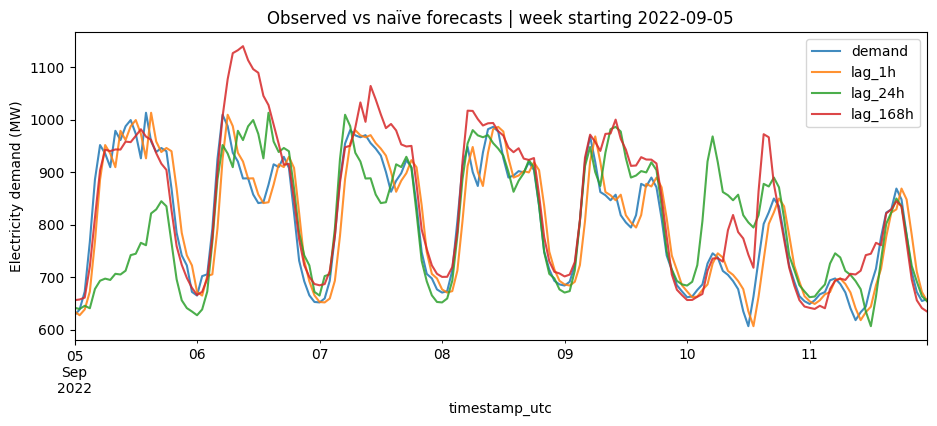 Observed vs naïve forecasts | week starting 2022-09-05
Electricity demand (MW)
1100
1000
900
800
700
600
demand
lag_1h
lag_24h
lag_168h
05
Sep
2022
06
07
08
09
10
11
timestamp_utc